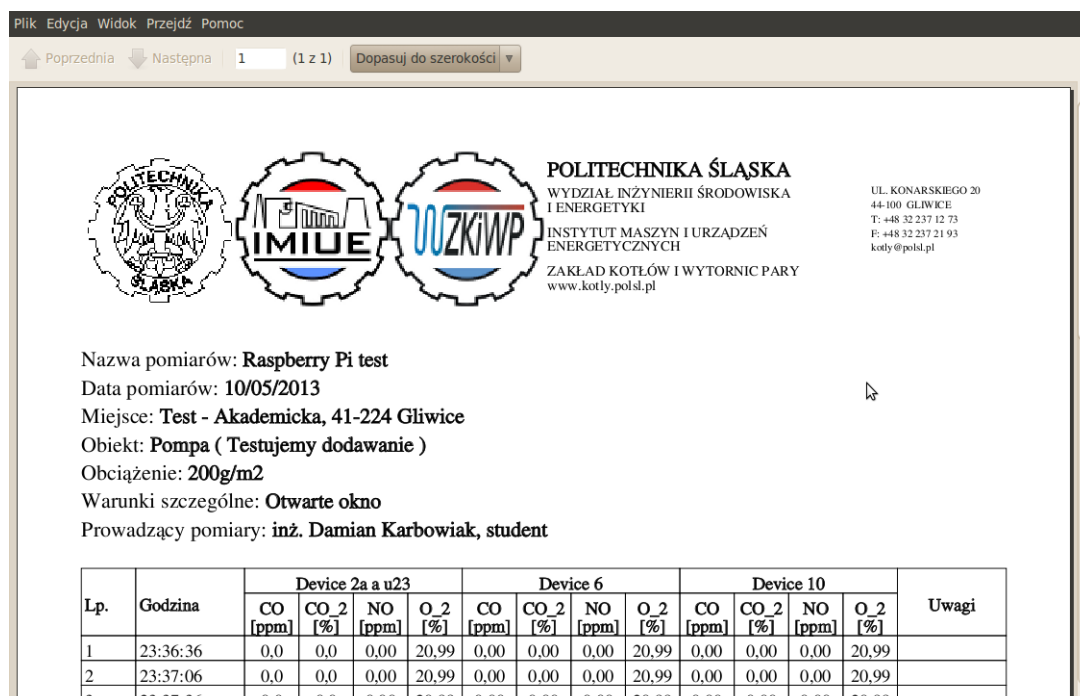 Plik Edycja Widok Przejdź Pomoc
Poprzednia Następna 1 (1 z 1) Dopasuj do szerokości
POLITECHNIKA ŚLĄSKA
IMIUE
ZKiWP
POLITECHNIKA ŚLĄSKA
WYDZIAŁ INŻYNIERII ŚRODOWISKA
I ENERGETYKI
INSTYTUT MASZYN I URZĄDZEŃ
ENERGETYCZNYCH
ZAKŁAD KOTŁÓW I WYTORNIC PARY
www.kotly.polsl.pl
UL. KONARSKIEGO 20
44-100 GLIWICE
T: +48 32 237 12 73
F: +48 32 237 21 93
kotly@polsl.pl
Nazwa pomiarów: Raspberry Pi test
Data pomiarów: 10/05/2013
Miejsce: Test - Akademicka, 41-224 Gliwice
Obiekt: Pompa ( Testujemy dodawanie )
Obciążenie: 200g/m2
Warunki szczególne: Otwarte okno
Prowadzący pomiary: inż. Damian Karbowiak, student
Device 2a a u23 Device 6 Device 10
Lp. Godzina CO CO_2 NO O_2 CO CO_2 NO O_2 CO CO_2 NO O_2 Uwagi
[ppm] [%] [ppm] [%] [ppm] [%] [ppm] [%] [ppm] [%] [ppm] [%]
1 23:36:36 0,0 0,0 0,00 20,99 0,00 0,00 0,00 20,99 0,00 0,00 0,00 20,99
2 23:37:06 0,0 0,0 0,00 20,99 0,00 0,00 0,00 20,99 0,00 0,00 0,00 20,99